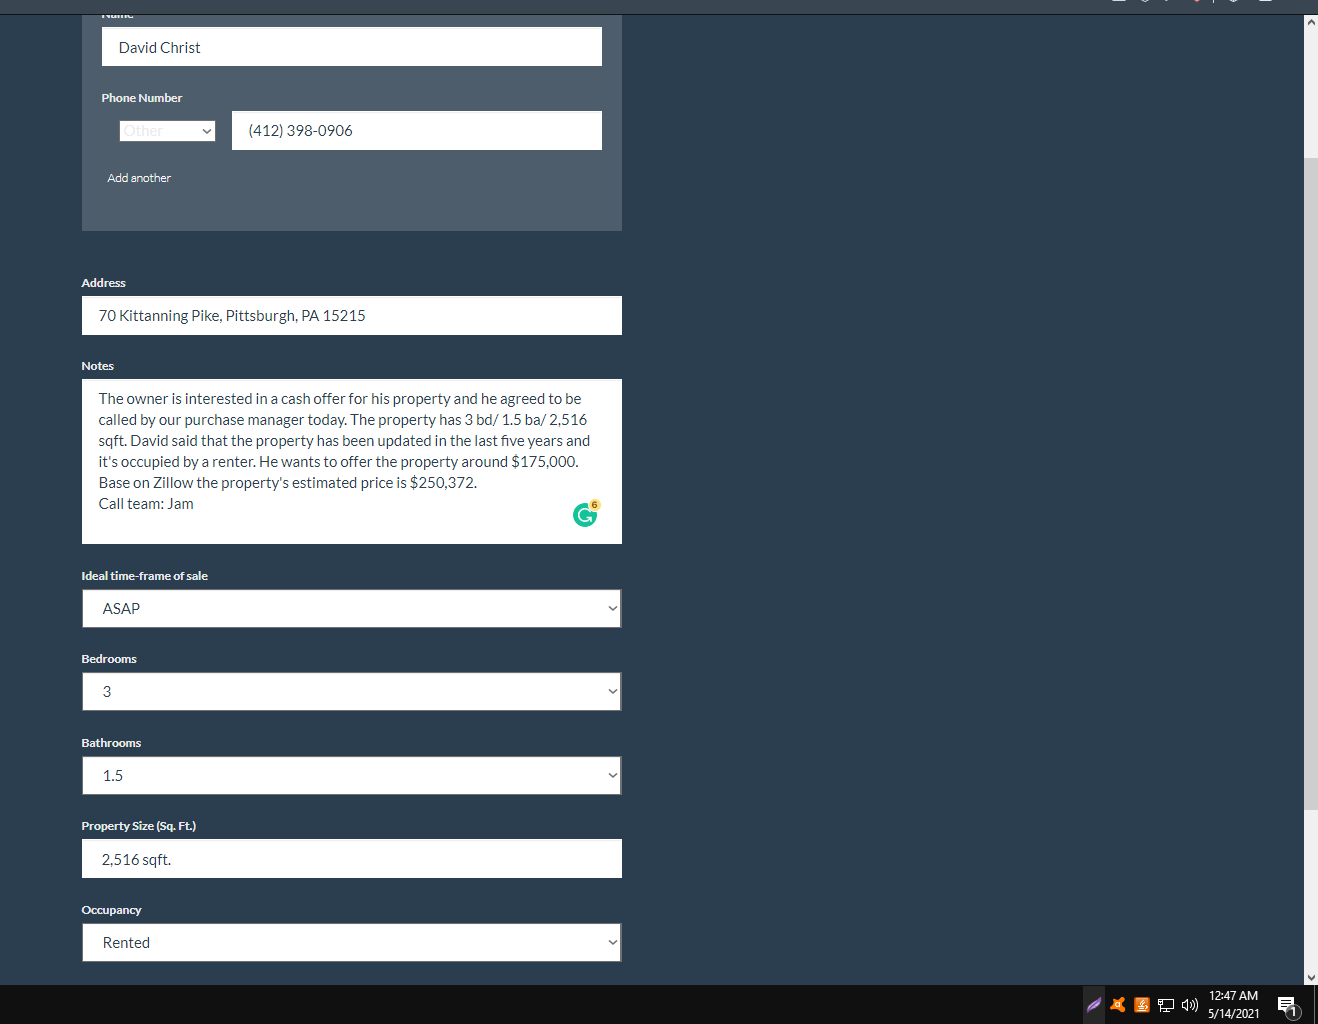 Name
David Christ
Phone Number
Other
(412) 398-0906
Add another
Address
70 Kittanning Pike, Pittsburgh, PA 15215
Notes
The owner is interested in a cash offer for his property and he agreed to be
called by our purchase manager today. The property has 3 bd/ 1.5 ba/ 2,516
sqft. David said that the property has been updated in the last five years and
it's occupied by a renter. He wants to offer the property around $175,000.
Base on Zillow the property's estimated price is $250,372.
Call team: Jam
6
Ideal time-frame of sale
ASAP
Bedrooms
3
Bathrooms
1.5
Property Size (Sq. Ft.)
2,516 sqft.
Occupancy
Rented
12:47 AM
5/14/2021
1